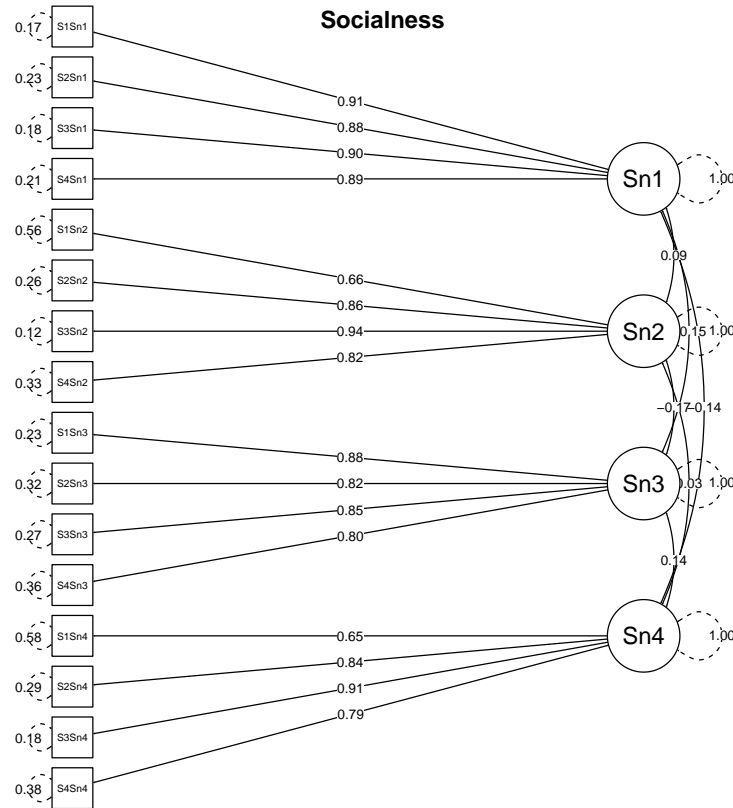 Socialness
0.17 S1Sn1
0.23 S2Sn1
0.18 S3Sn1
0.21 S4Sn1
0.56 S1Sn2
0.26 S2Sn2
0.12 S3Sn2
0.33 S4Sn2
0.23 S1Sn3
0.32 S2Sn3
0.27 S3Sn3
0.36 S4Sn3
0.58 S1Sn4
0.29 S2Sn4
0.18 S3Sn4
0.38 S4Sn4
0.91
0.88
0.90
0.89
0.66
0.86
0.94
0.82
0.88
0.82
0.85
0.80
0.65
0.84
0.91
0.79
Sn1 1.00
0.09
Sn2 0.15 1.00
−0.17 −0.14
Sn3 1.00
0.14
Sn4 1.00